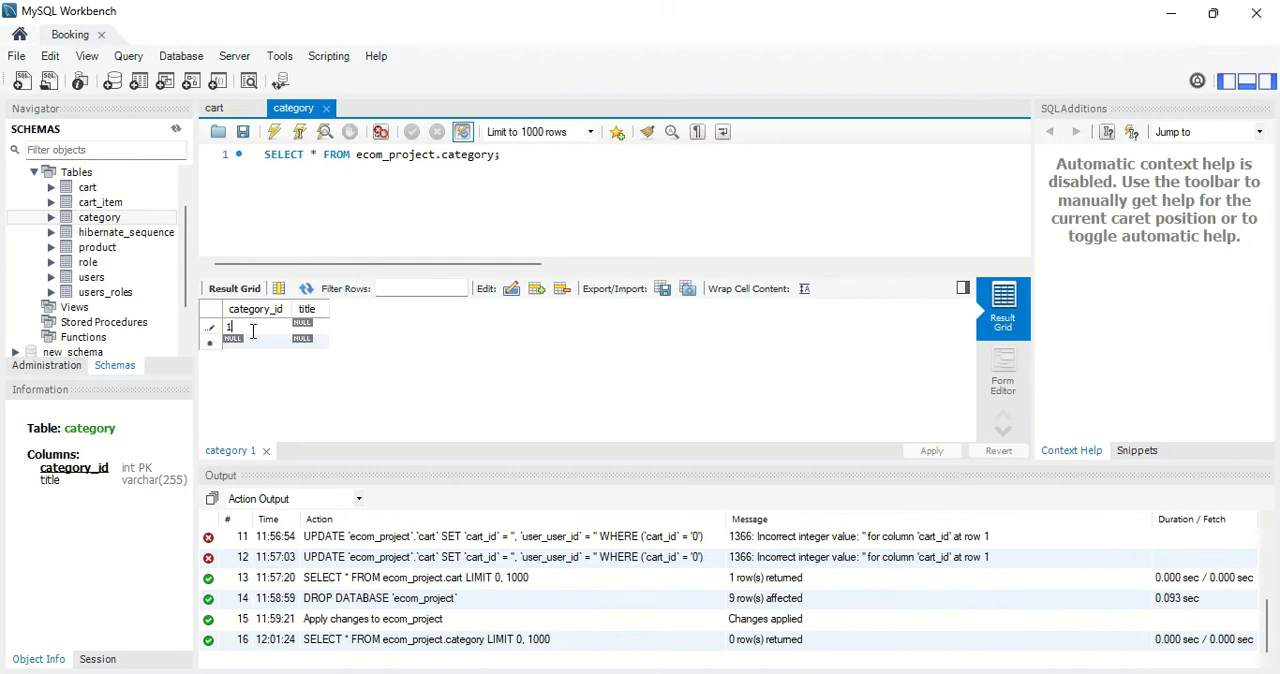 MySQL Workbench
Booking
File Edit View Query Database Server Tools Scripting Help
Navigator
SCHEMAS
Filter objects
Tables
cart
cart_item
category
hibernate_sequence
product
role
users
users_roles
Views
Stored Procedures
Functions
new_schema
Administration Schemas
Information
Table: category
Columns:
category_id int PK
title varchar(255)
Object Info Session
cart category
Limit to 1000 rows
1 SELECT * FROM ecom_project.category;
Result Grid Filter Rows: Edit: Export/Import: Wrap Cell Content:
category_id title
1 NULL
NULL NULL
Result Grid
Form Editor
category 1 Apply Revert
SQLAdditions
Jump to
Automatic context help is
disabled. Use the toolbar to
manually get help for the
current caret position or to
toggle automatic help.
Context Help Snippets
Output
Action Output
# Time Action Message Duration / Fetch
11 11:56:54 UPDATE `ecom_project`.`cart` SET `cart_id` = '', `user_user_id` = '' WHERE (`cart_id` = '0') 1366: Incorrect integer value: '' for column 'cart_id' at row 1
12 11:57:03 UPDATE `ecom_project`.`cart` SET `cart_id` = '', `user_user_id` = '' WHERE (`cart_id` = '0') 1366: Incorrect integer value: '' for column 'cart_id' at row 1
13 11:57:20 SELECT * FROM ecom_project.cart LIMIT 0, 1000 1 row(s) returned 0.000 sec / 0.000 sec
14 11:58:59 DROP DATABASE `ecom_project` 9 row(s) affected 0.093 sec
15 11:59:21 Apply changes to ecom_project Changes applied
16 12:01:24 SELECT * FROM ecom_project.category LIMIT 0, 1000 0 row(s) returned 0.000 sec / 0.000 sec